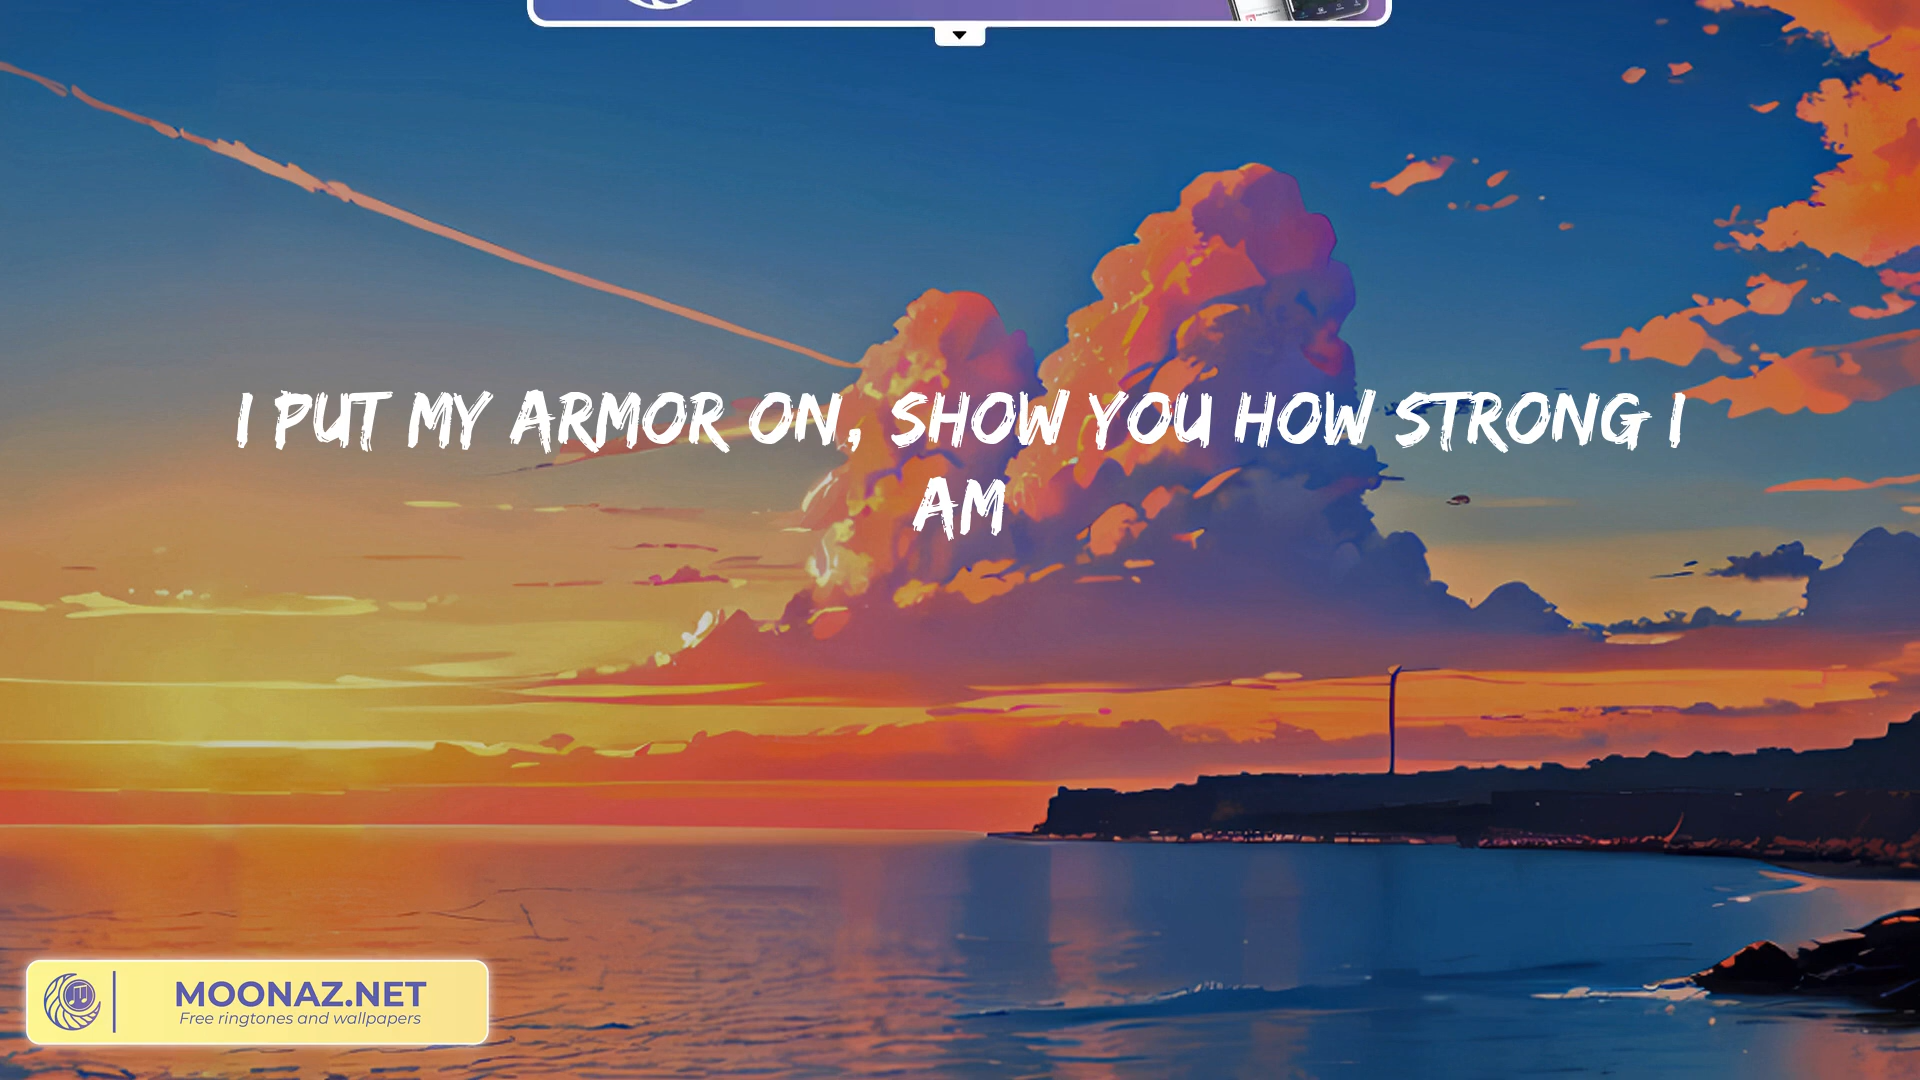 I PUT MY ARMOR ON, SHOW YOU HOW STRONG I
AM
MOONAZ.NET
Free ringtones and wallpapers